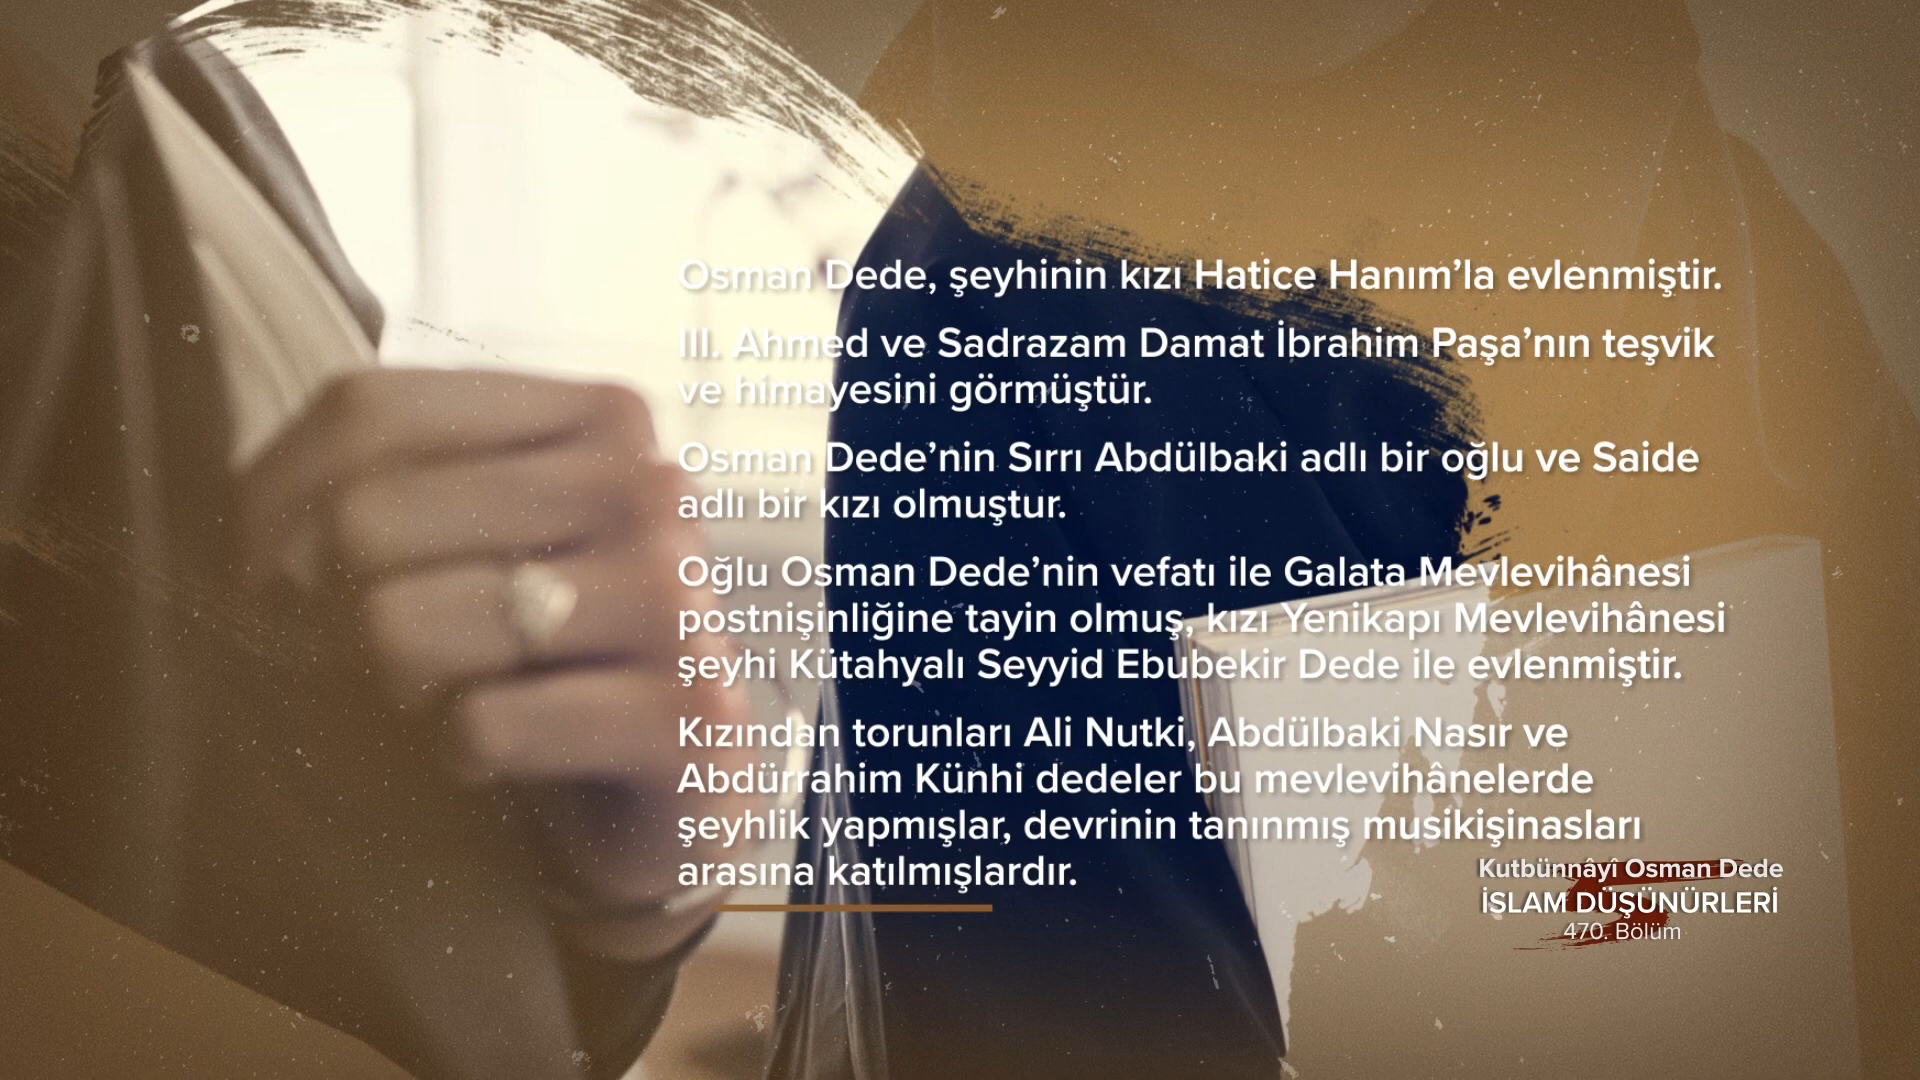 Osman Dede, şeyhinin kızı Hatice Hanım’la evlenmiştir.
III. Ahmed ve Sadrazam Damat İbrahim Paşa’nın teşvik
ve himayesini görmüştür.
Osman Dede’nin Sırrı Abdülbaki adlı bir oğlu ve Saide
adlı bir kızı olmuştur.
Oğlu Osman Dede’nin vefatı ile Galata Mevlevihânesi
postnişinliğine tayin olmuş, kızı Yenikapı Mevlevihânesi
şeyhi Kütahyalı Seyyid Ebubekir Dede ile evlenmiştir.
Kızından torunları Ali Nutki, Abdülbaki Nasır ve
Abdürrahim Künhi dedeler bu mevlevihânelerde
şeyhlik yapmışlar, devrinin tanınmış musikişinasları
arasına katılmışlardır.
Kutbünnâyî Osman Dede
İSLAM DÜŞÜNÜRLERİ
470. Bölüm